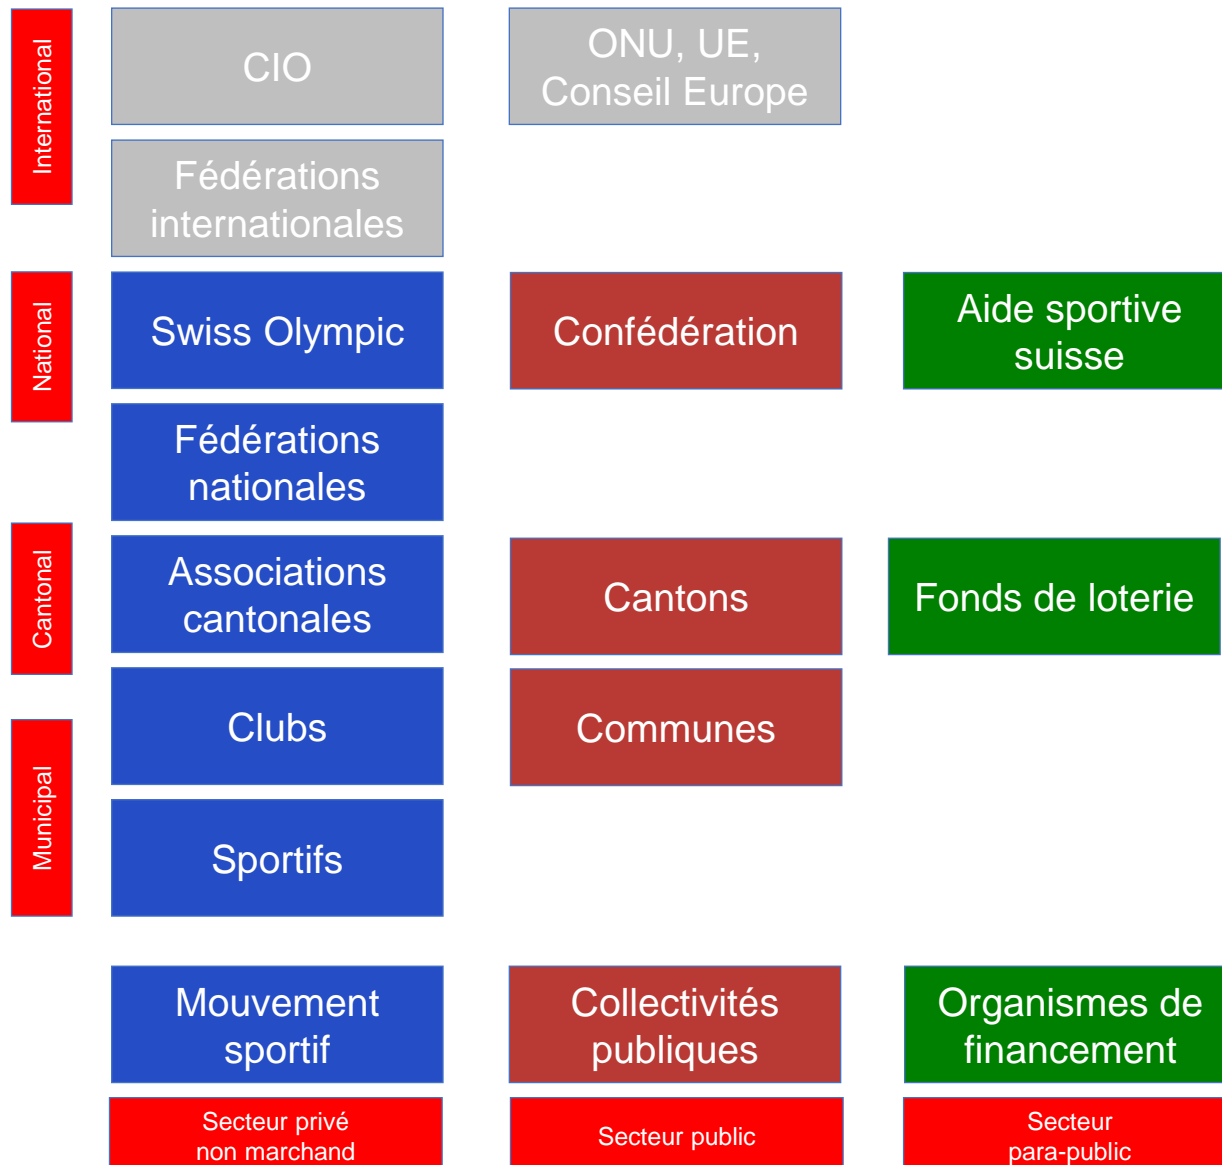 International
CIO
ONU, UE,
Conseil Europe
Fédérations
internationales
National
Swiss Olympic
Confédération
Aide sportive
suisse
Fédérations
nationales
Cantonal
Associations
cantonales
Cantons
Fonds de loterie
Municipal
Clubs
Communes
Sportifs
Mouvement
sportif
Collectivités
publiques
Organismes de
financement
Secteur privé
non marchand
Secteur public
Secteur
para-public